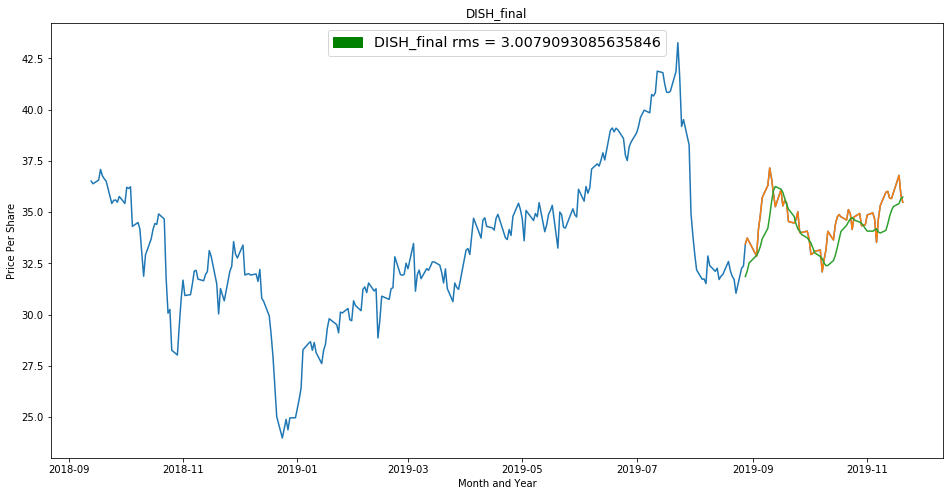 DISH_final
DISH_final rms = 3.0079093085635846
42.5
40.0
37.5
35.0
32.5
30.0
27.5
25.0
Price Per Share
2018-09 2018-11 2019-01 2019-03 2019-05 2019-07 2019-09 2019-11
Month and Year